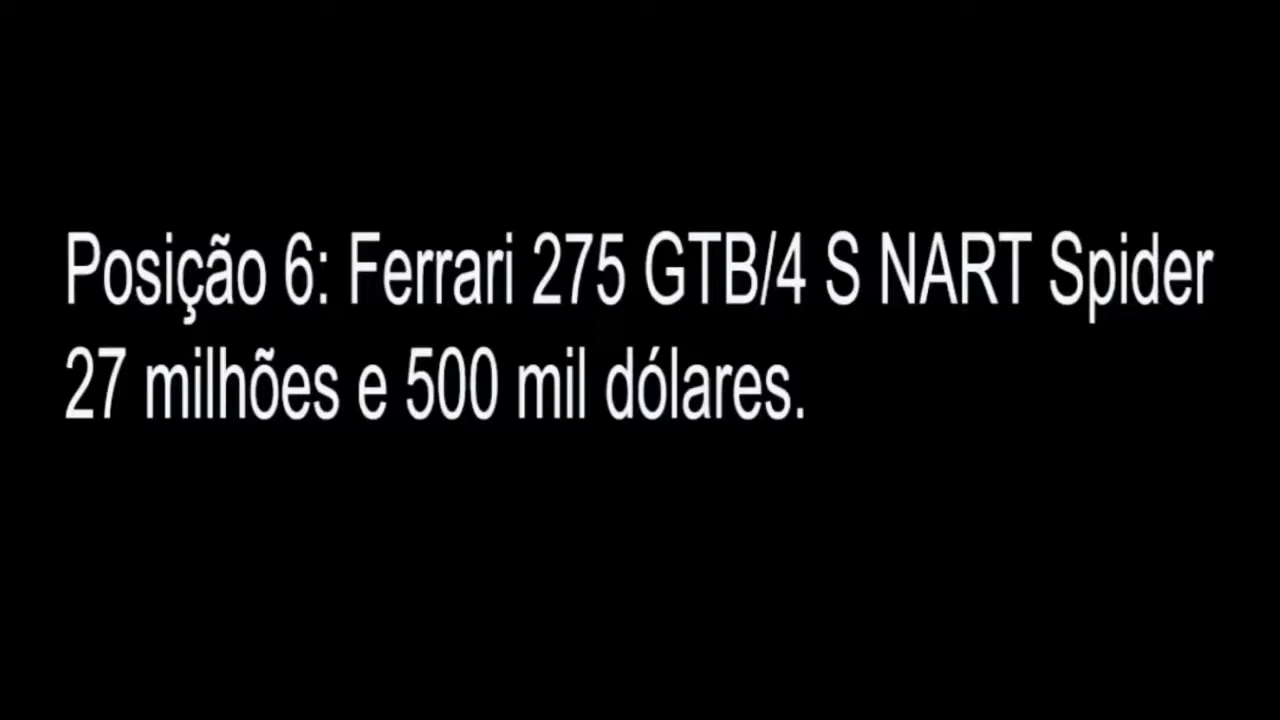 Posição 6: Ferrari 275 GTB/4 S NART Spider
27 milhões e 500 mil dólares.